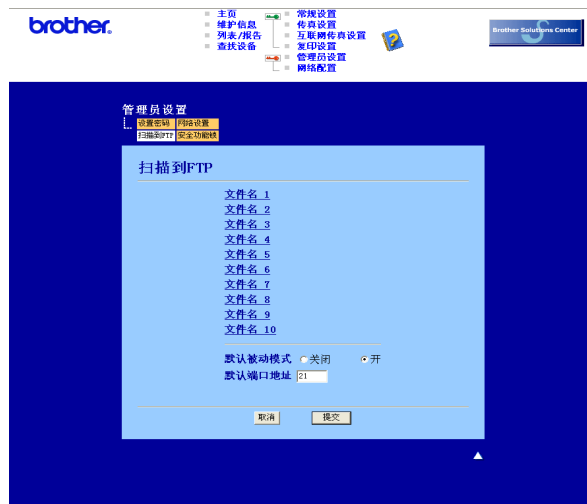 brother.
主页
维护信息
列表/报告
查找设备
常规设置
传真设置
互联网传真设置
复印设置
管理员设置
网络配置
Brother Solutions Center
管理员设置
设置密码 网络设置
扫描到FTP 安全功能锁
扫描到FTP
文件名 1
文件名 2
文件名 3
文件名 4
文件名 5
文件名 6
文件名 7
文件名 8
文件名 9
文件名 10
默认被动模式 关闭 开
默认端口地址 21
取消 提交